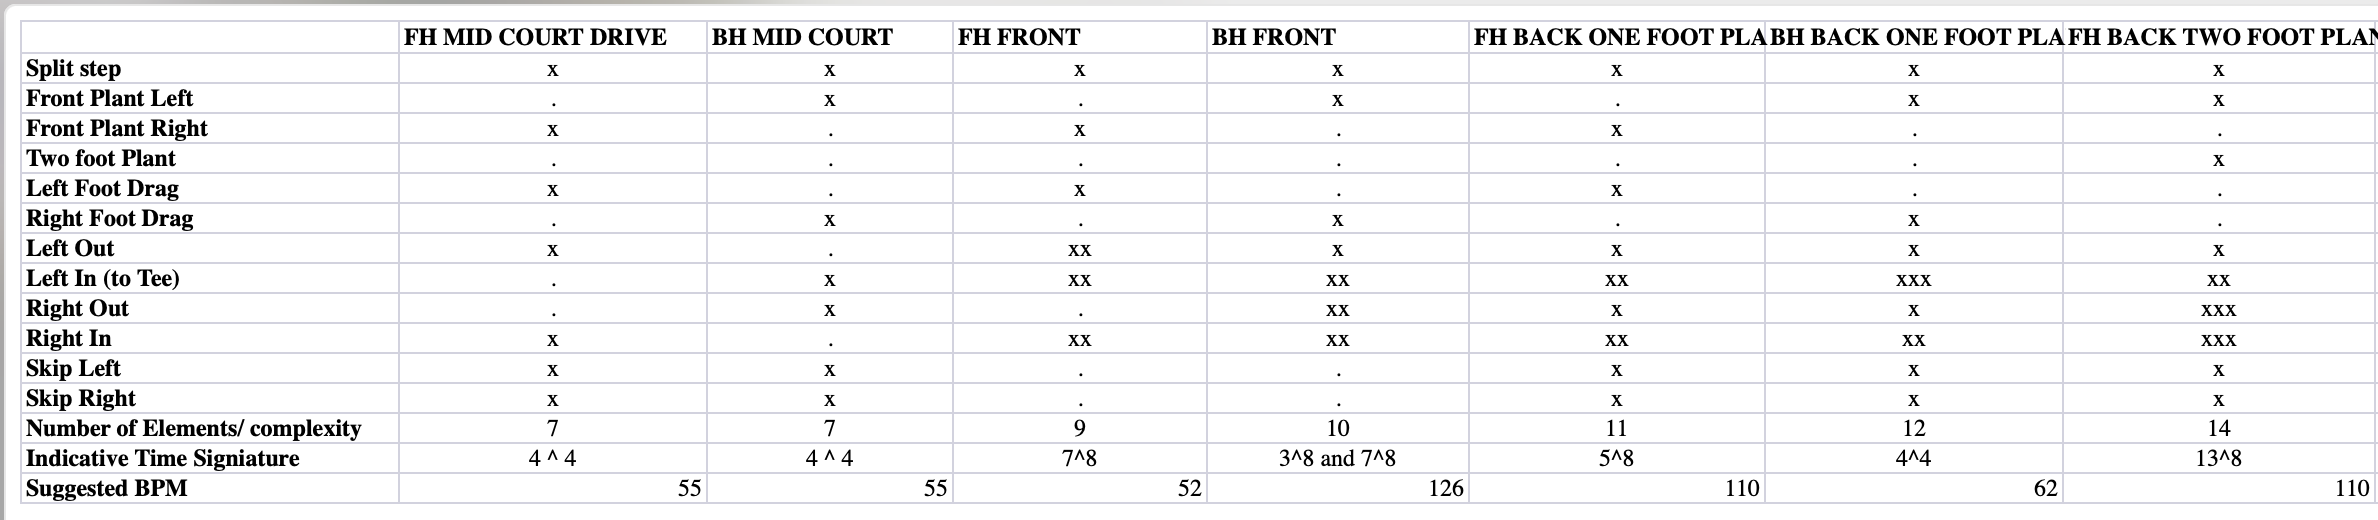 FH MID COURT DRIVE BH MID COURT FH FRONT BH FRONT FH BACK ONE FOOT PLA BH BACK ONE FOOT PLA FH BACK TWO FOOT PLAN
Split step x x x x x x x
Front Plant Left . x . x . x x
Front Plant Right x . x . x . .
Two foot Plant . . . . . . x
Left Foot Drag x . x . x . .
Right Foot Drag . x . x . x .
Left Out x . xx x x x x
Left In (to Tee) . x xx xx xx xxx xx
Right Out . x . xx x x xxx
Right In x . xx xx xx xx xxx
Skip Left x x . . x x x
Skip Right x x . . x x x
Number of Elements/ complexity 7 7 9 10 11 12 14
Indicative Time Signiature 4 ^ 4 4 ^ 4 7^8 3^8 and 7^8 5^8 4^4 13^8
Suggested BPM 55 55 52 126 110 62 110